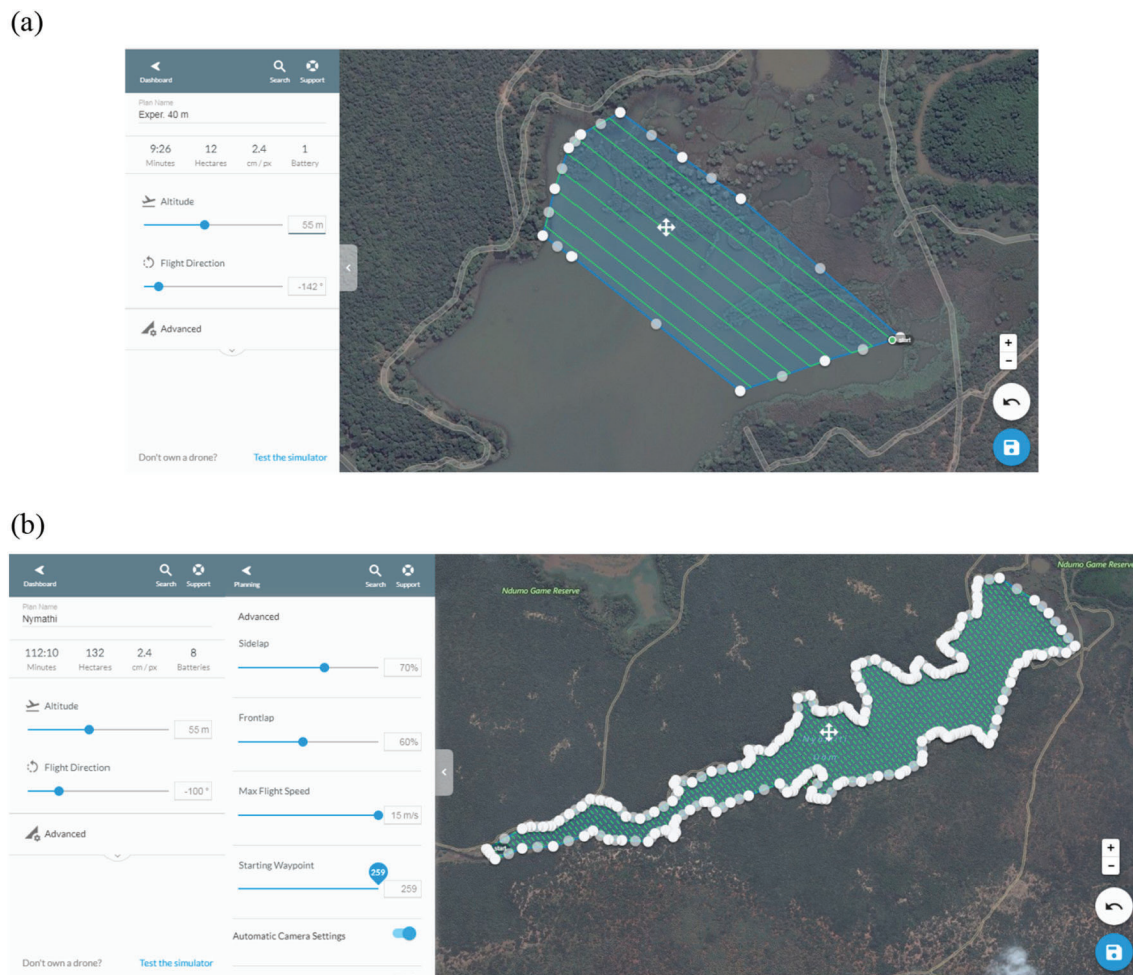 (a)
Dashboard
Search
Support
Plan Name
Exper. 40 m
9:26 12 2.4 1
Minutes Hectares cm / px Battery
Altitude
55 m
Flight Direction
-142 °
Advanced
Don't own a drone? Test the simulator
start
+
−
(b)
Dashboard
Search
Support
Plan Name
Nymathi
112:10 132 2.4 8
Minutes Hectares cm / px Batteries
Altitude
55 m
Flight Direction
-100 °
Advanced
Don't own a drone? Test the simulator
Planning
Search
Support
Advanced
Sidelap
70%
Frontlap
60%
Max Flight Speed
15 m/s
Starting Waypoint
259
259
Automatic Camera Settings
Ndumo Game Reserve
Ndumo Game Reserve
start
+
−